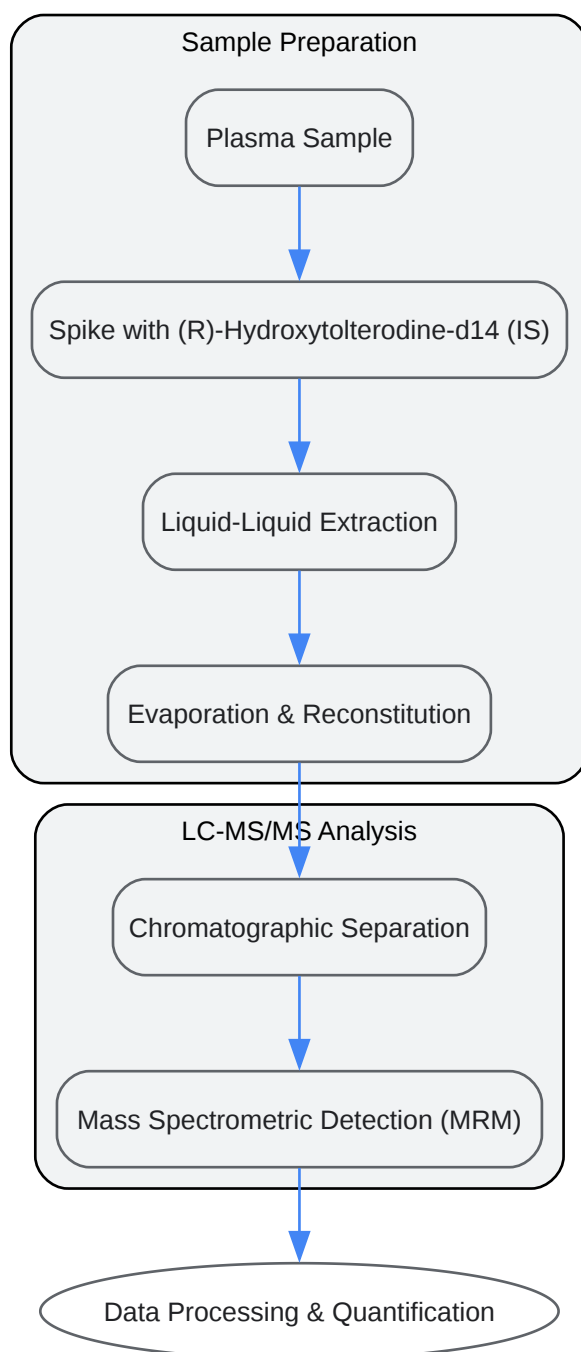 Sample Preparation
Plasma Sample
Spike with (R)-Hydroxytolterodine-d14 (IS)
Liquid-Liquid Extraction
Evaporation & Reconstitution
LC-MS/MS Analysis
Chromatographic Separation
Mass Spectrometric Detection (MRM)
Data Processing & Quantification